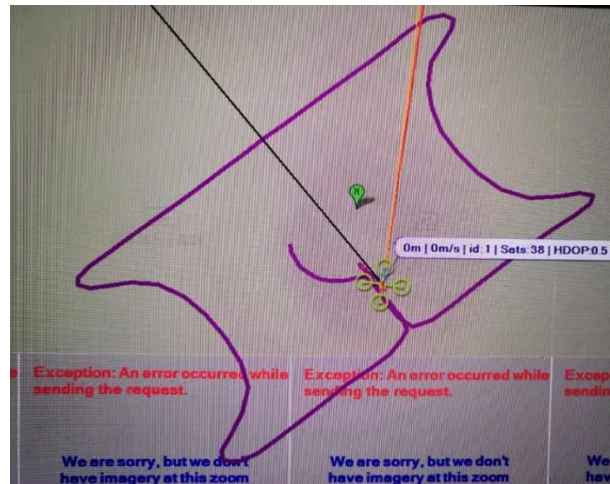 H
0m | 0m/s | id:1 | Sats:38 | HDOP:0.5
Exception: An error occurred while
sending the request.
Exception: An error occurred while
sending the request.
We are sorry, but we don't
have imagery at this zoom
We are sorry, but we don't
have imagery at this zoom
We